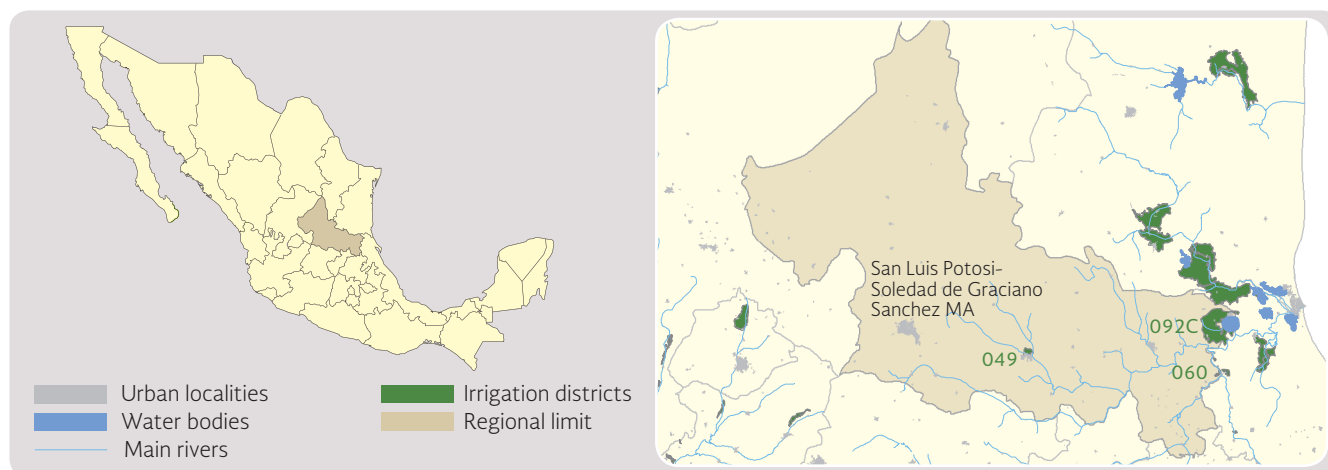 San Luis Potosi-
Soledad de Graciano
Sanchez MA
092C
049
060
Urban localities
Water bodies
Main rivers
Irrigation districts
Regional limit